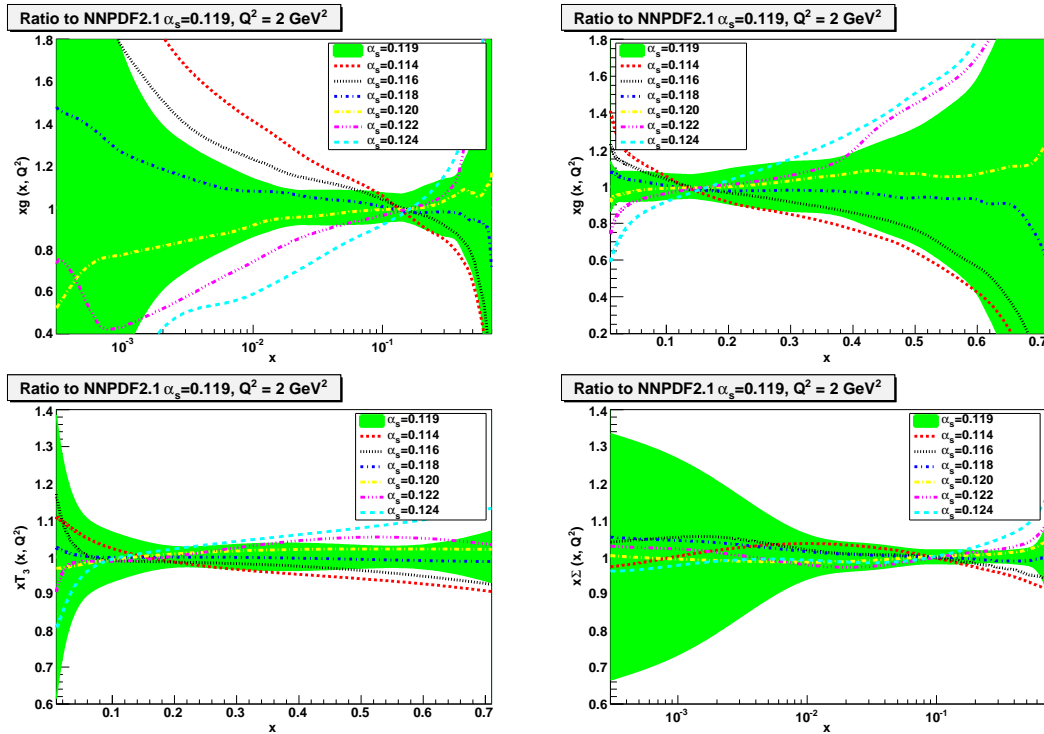 Ratio to NNPDF2.1 αs=0.119, Q² = 2 GeV²
xg (x, Q²)
1.8
1.6
1.4
1.2
1
0.8
0.6
0.4
αs=0.119
αs=0.114
αs=0.116
αs=0.118
αs=0.120
αs=0.122
αs=0.124
10⁻³
10⁻²
10⁻¹
x
Ratio to NNPDF2.1 αs=0.119, Q² = 2 GeV²
xg (x, Q²)
1.8
1.6
1.4
1.2
1
0.8
0.6
0.4
0.2
αs=0.119
αs=0.114
αs=0.116
αs=0.118
αs=0.120
αs=0.122
αs=0.124
0.1 0.2 0.3 0.4 0.5 0.6 0.7
x
Ratio to NNPDF2.1 αs=0.119, Q² = 2 GeV²
xT₃ (x, Q²)
1.4
1.3
1.2
1.1
1
0.9
0.8
0.7
0.6
αs=0.119
αs=0.114
αs=0.116
αs=0.118
αs=0.120
αs=0.122
αs=0.124
0.1 0.2 0.3 0.4 0.5 0.6 0.7
x
Ratio to NNPDF2.1 αs=0.119, Q² = 2 GeV²
xΣ (x, Q²)
1.4
1.3
1.2
1.1
1
0.9
0.8
0.7
0.6
αs=0.119
αs=0.114
αs=0.116
αs=0.118
αs=0.120
αs=0.122
αs=0.124
10⁻³
10⁻²
10⁻¹
x